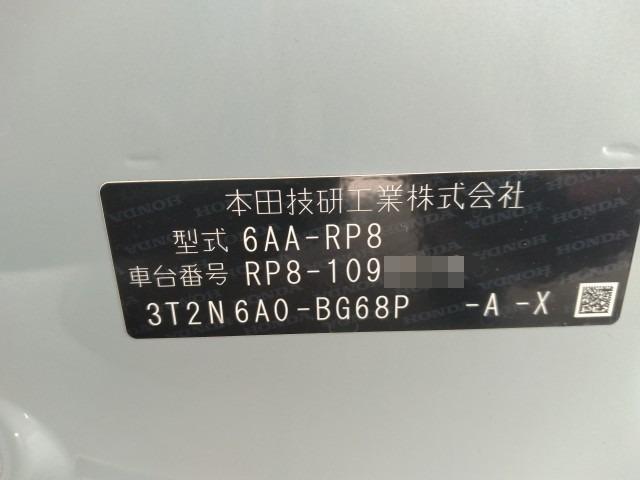 本田技研工業株式会社
型式 6AA-RP8
車台番号 RP8-109
3T2N6A0-BG68P -A -X